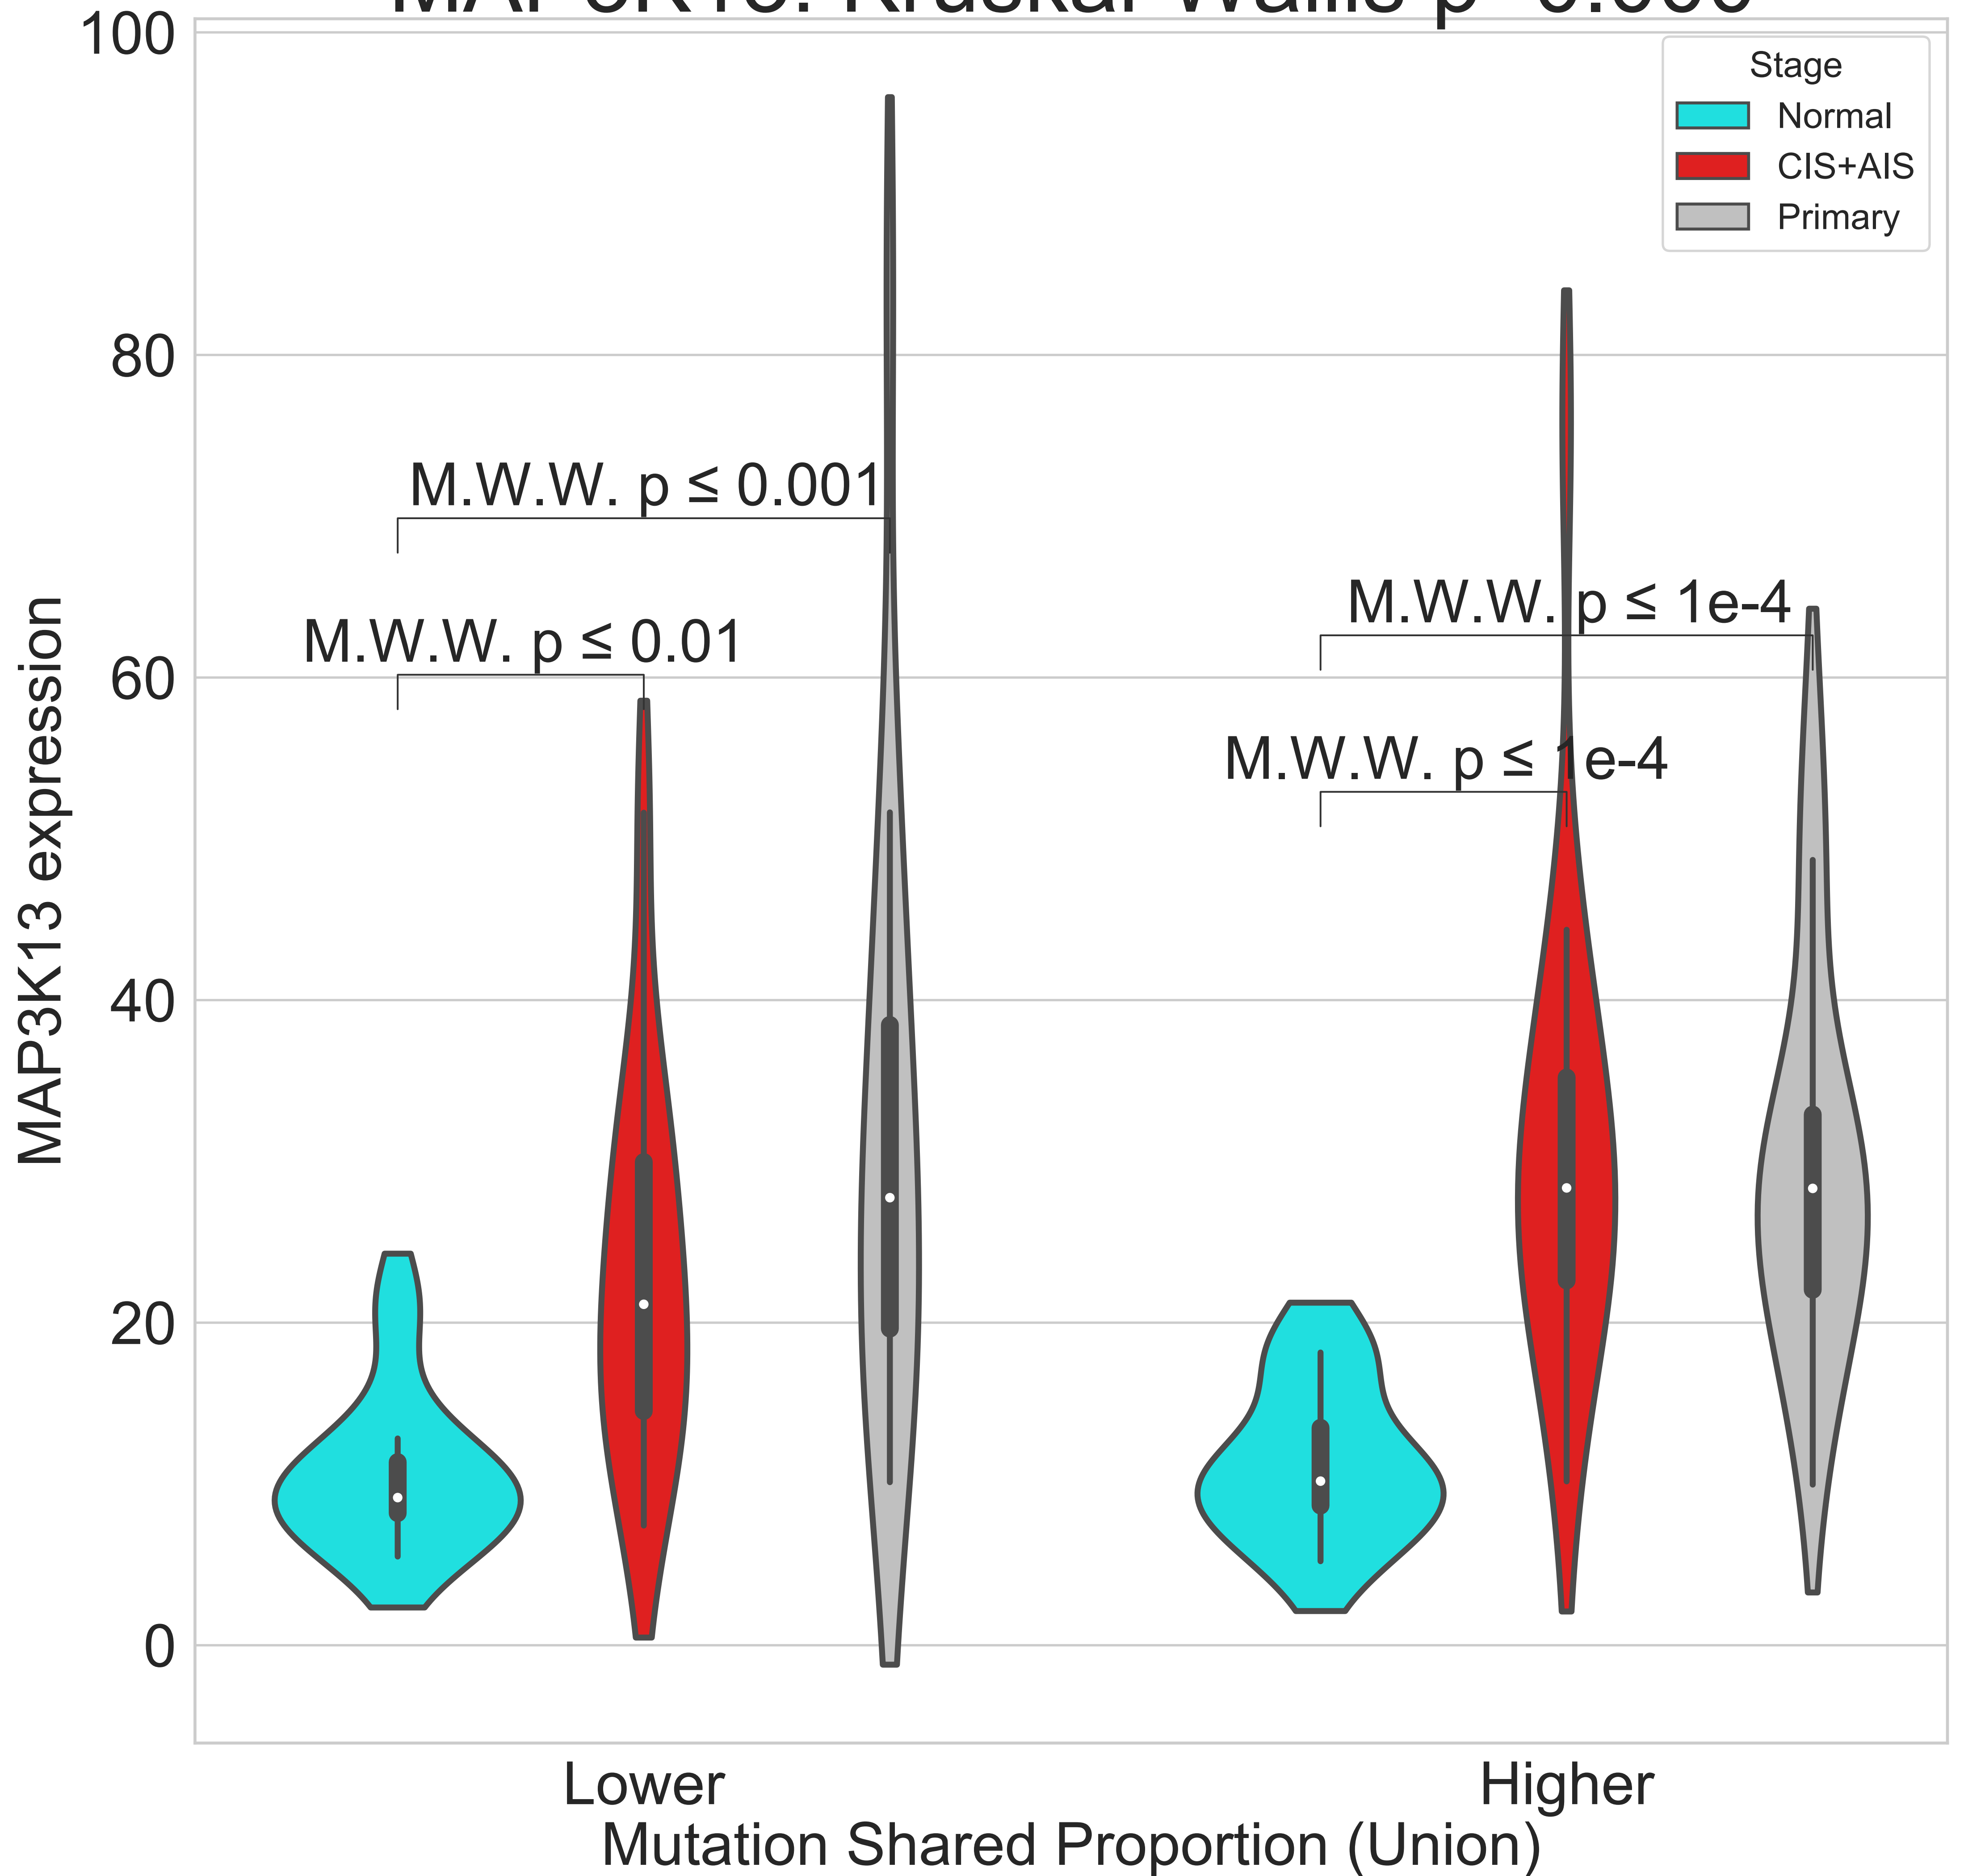 100
80
60
40
20
0
MAP3K13 expression
Stage
Normal
CIS+AIS
Primary
M.W.W. p ≤ 0.001
M.W.W. p ≤ 0.01
M.W.W. p ≤ 1e-4
M.W.W. p ≤ 1e-4
Lower
Higher
Mutation Shared Proportion (Union)